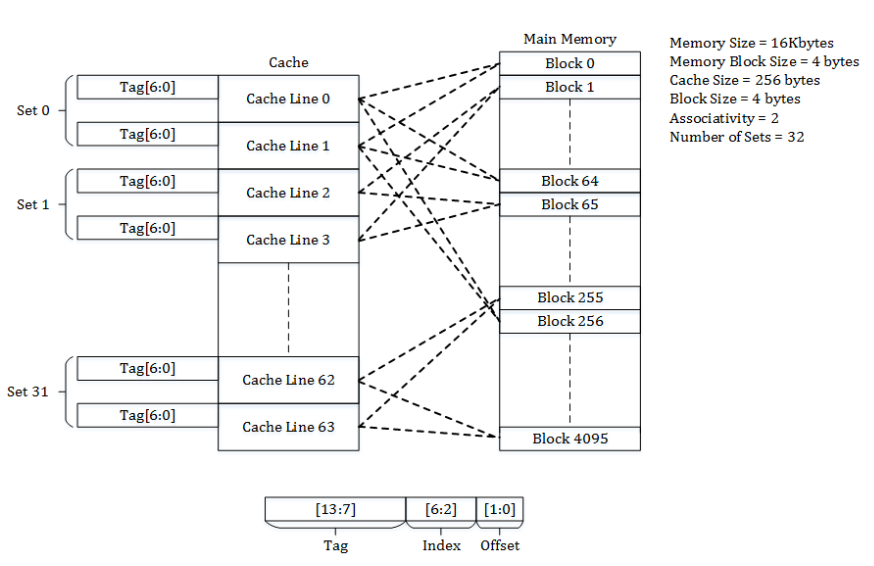 Main Memory
Memory Size = 16Kbytes
Memory Block Size = 4 bytes
Cache Size = 256 bytes
Block Size = 4 bytes
Associativity = 2
Number of Sets = 32
Cache
Block 0
Tag[6:0]
Block 1
Cache Line 0
Set 0
Tag[6:0]
Cache Line 1
Tag[6:0]
Block 64
Cache Line 2
Set 1
Block 65
Tag[6:0]
Cache Line 3
Block 255
Block 256
Tag[6:0]
Cache Line 62
Set 31
Tag[6:0]
Cache Line 63
Block 4095
[13:7] [6:2] [1:0]
Tag Index Offset